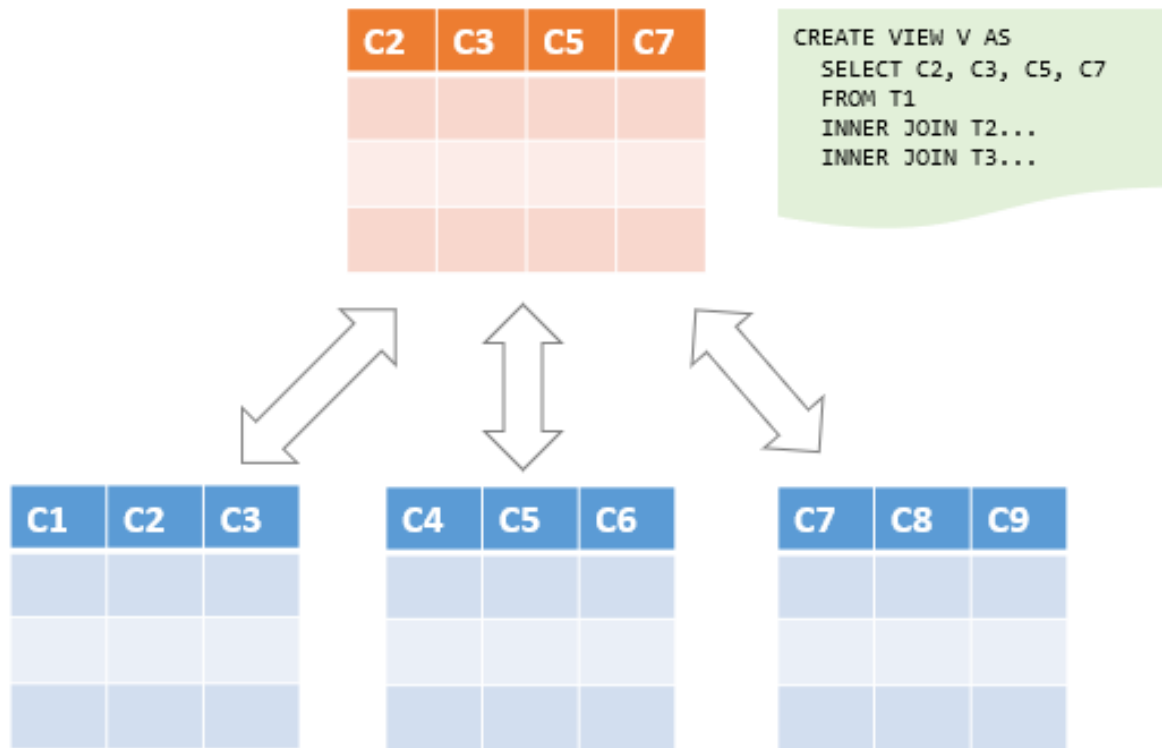 C2 C3 C5 C7
CREATE VIEW V AS
SELECT C2, C3, C5, C7
FROM T1
INNER JOIN T2...
INNER JOIN T3...
C1 C2 C3
C4 C5 C6
C7 C8 C9